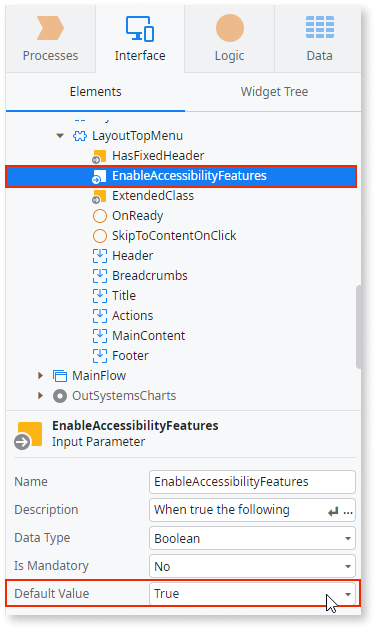 Processes Interface Logic Data
Elements Widget Tree
LayoutTopMenu
HasFixedHeader
EnableAccessibilityFeatures
ExtendedClass
OnReady
SkipToContentOnClick
Header
Breadcrumbs
Title
Actions
MainContent
Footer
MainFlow
OutSystemsCharts
EnableAccessibilityFeatures
Input Parameter
Name EnableAccessibilityFeatures
Description When true the following ...
Data Type Boolean
Is Mandatory No
Default Value True